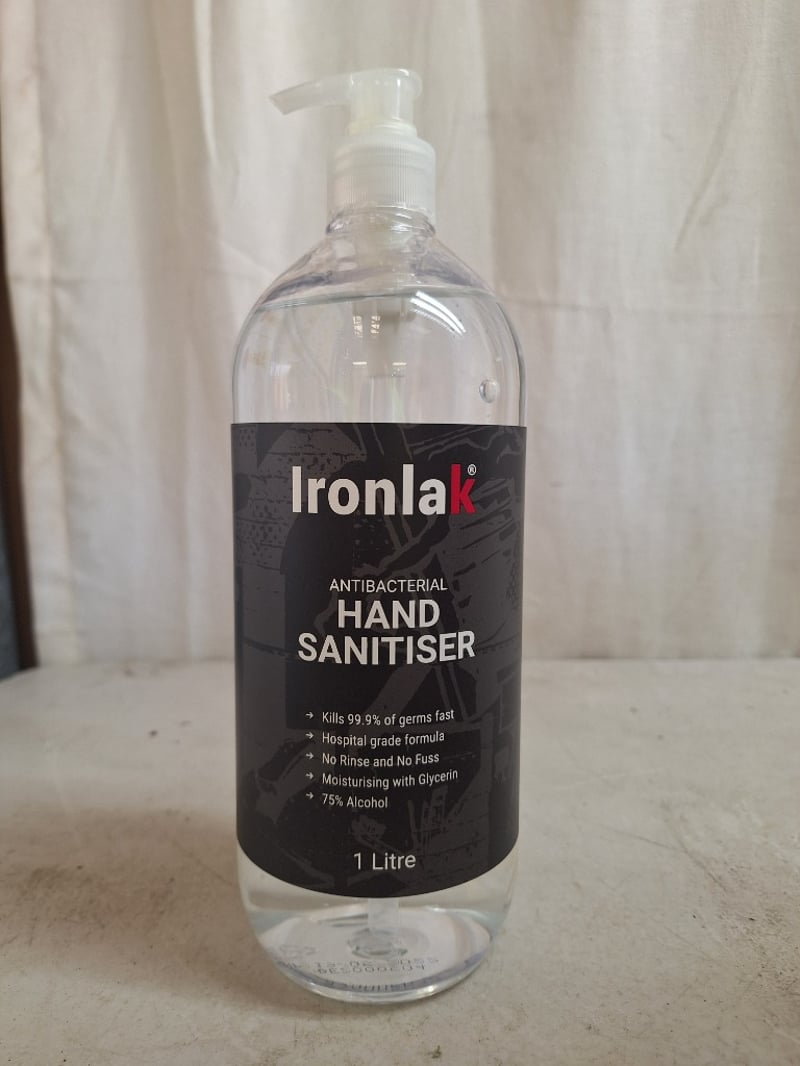 Ironlak®
ANTIBACTERIAL
HAND
SANITISER
→ Kills 99.9% of germs fast
→ Hospital grade formula
→ No Rinse and No Fuss
→ Moisturising with Glycerin
→ 75% Alcohol
1 Litre